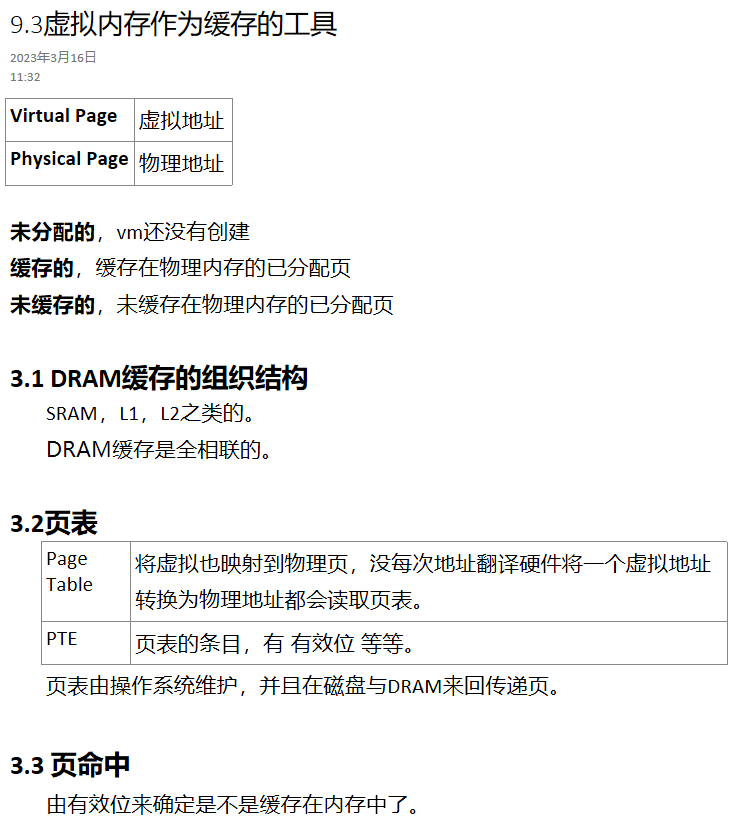 9.3虚拟内存作为缓存的工具
2023年3月16日
11:32
Virtual Page 虚拟地址
Physical Page 物理地址
未分配的，vm还没有创建
缓存的，缓存在物理内存的已分配页
未缓存的，未缓存在物理内存的已分配页
3.1 DRAM缓存的组织结构
SRAM，L1，L2之类的。
DRAM缓存是全相联的。
3.2页表
Page
Table
将虚拟也映射到物理页，没每次地址翻译硬件将一个虚拟地址
转换为物理地址都会读取页表。
PTE 页表的条目，有 有效位 等等。
页表由操作系统维护，并且在磁盘与DRAM来回传递页。
3.3 页命中
由有效位来确定是不是缓存在内存中了。